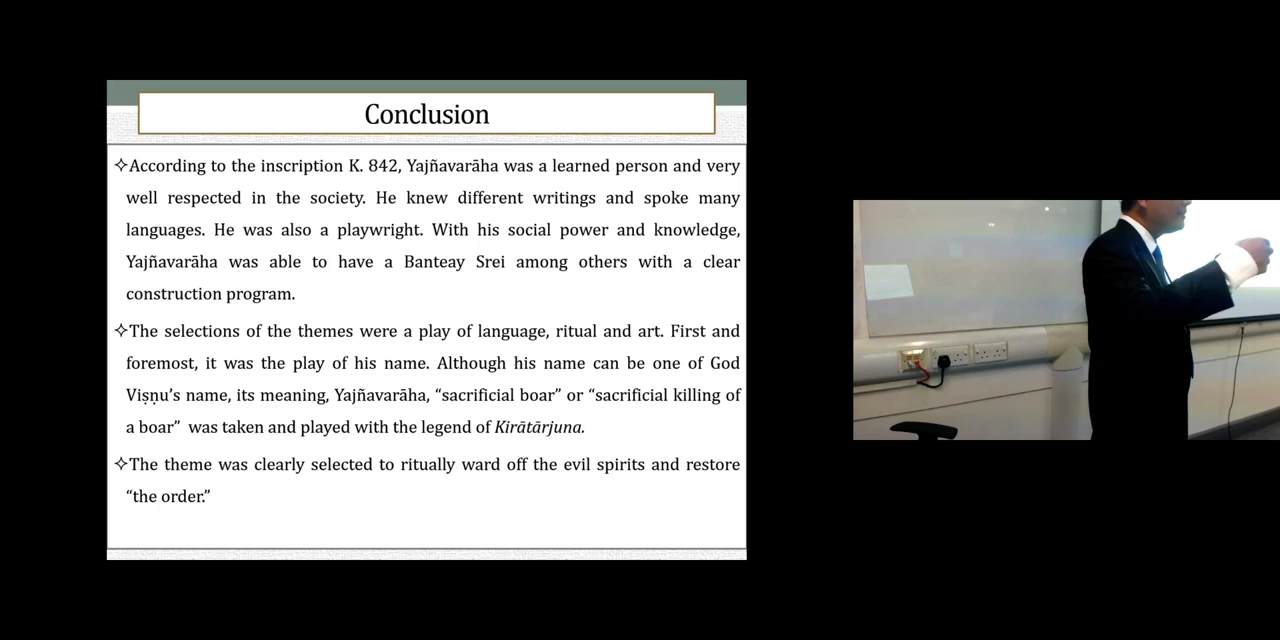 Conclusion
✧According to the inscription K. 842, Yajñavarāha was a learned person and very
well respected in the society. He knew different writings and spoke many
languages. He was also a playwright. With his social power and knowledge,
Yajñavarāha was able to have a Banteay Srei among others with a clear
construction program.
✧The selections of the themes were a play of language, ritual and art. First and
foremost, it was the play of his name. Although his name can be one of God
Viṣṇu’s name, its meaning, Yajñavarāha, “sacrificial boar” or “sacrificial killing of
a boar” was taken and played with the legend of Kirātārjuna.
✧The theme was clearly selected to ritually ward off the evil spirits and restore
“the order.”